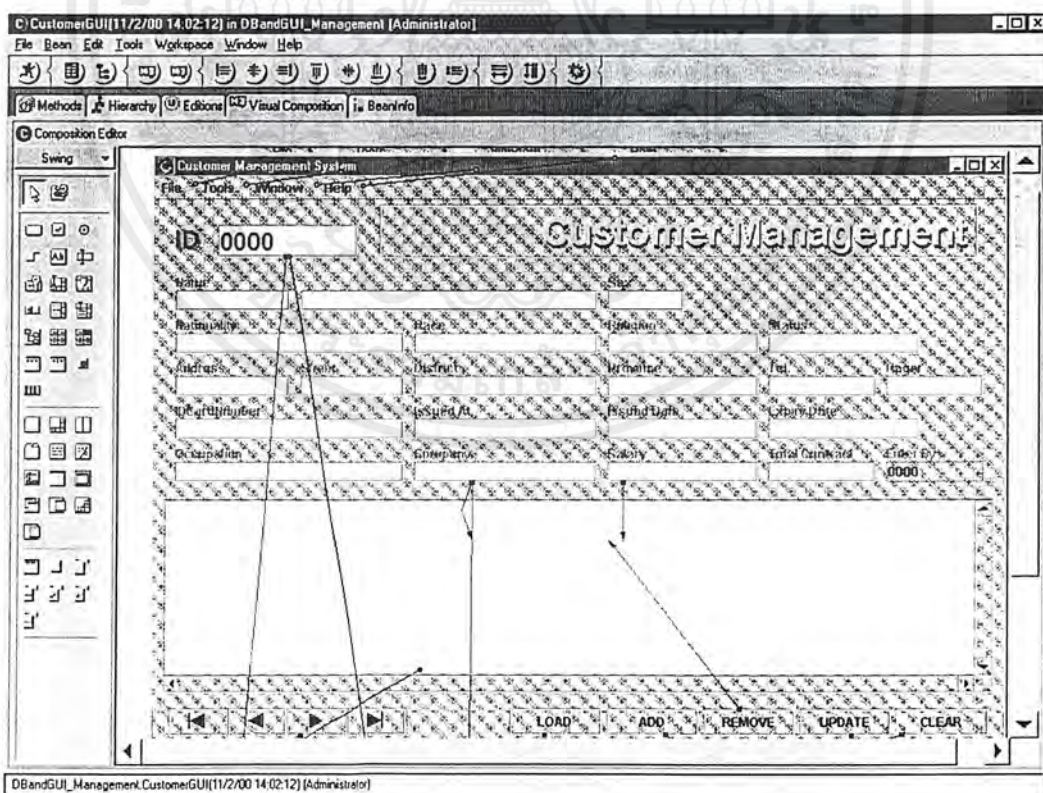 CustomerGUI[11/2/00 14:02:12] in DBandGUI_Management [Administrator]
File Bean Edit Tools Workspace Window Help
Methods Hierarchy Editions Visual Composition BeanInfo
Composition Editor
Swing
Customer Management System
File Tools Window Help
ID 0000 Customer Management
Name Sex
Nationality Race Religion Status
Address Street District Province Tel. Pager
IDCardNumber Issued At Issued Date Expiry Date
Occupation Company Salary Total Contract Enter By
0000
LOAD ADD REMOVE UPDATE CLEAR
DBandGUI_Management.CustomerGUI[11/2/00 14:02:12] [Administrator]